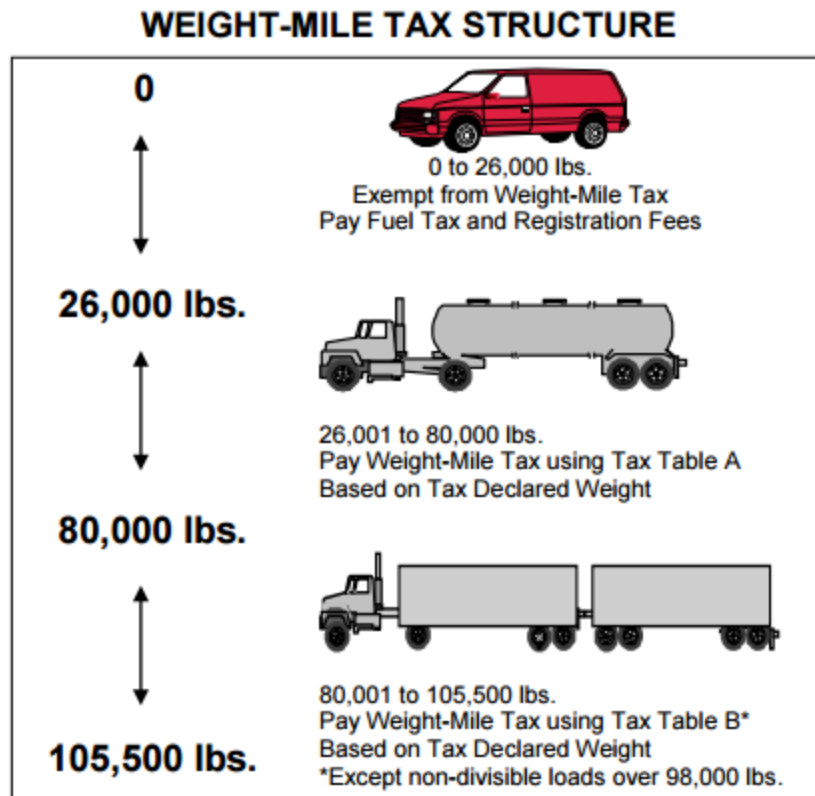 WEIGHT-MILE TAX STRUCTURE
0
0 to 26,000 lbs.
Exempt from Weight-Mile Tax
Pay Fuel Tax and Registration Fees
26,000 lbs.
26,001 to 80,000 lbs.
Pay Weight-Mile Tax using Tax Table A
Based on Tax Declared Weight
80,000 lbs.
80,001 to 105,500 lbs.
Pay Weight-Mile Tax using Tax Table B*
Based on Tax Declared Weight
*Except non-divisible loads over 98,000 lbs.
105,500 lbs.